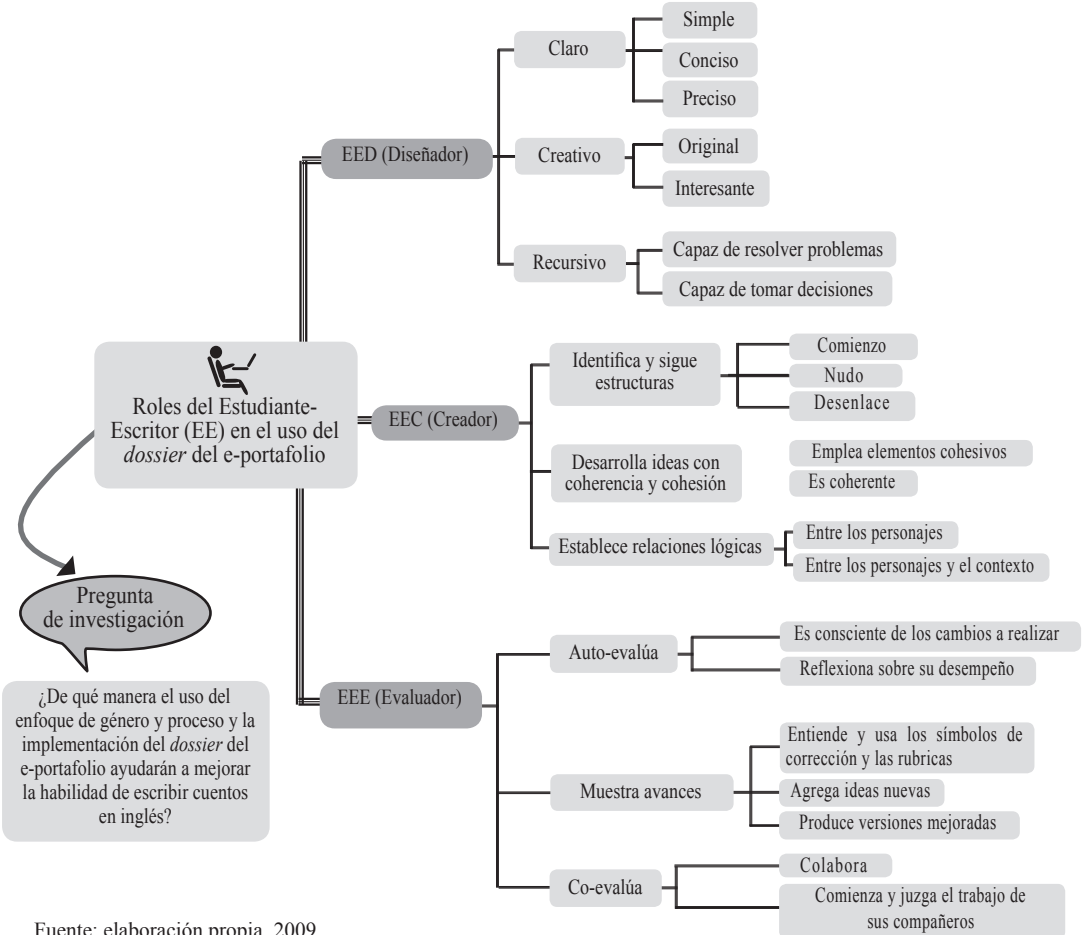 Simple
Claro
Conciso
Preciso
EED (Diseñador)
Creativo
Original
Interesante
Recursivo
Capaz de resolver problemas
Capaz de tomar decisiones
Roles del Estudiante-
Escritor (EE) en el uso del
dossier del e-portafolio
EEC (Creador)
Identifica y sigue
estructuras
Comienzo
Nudo
Desenlace
Desarrolla ideas con
coherencia y cohesión
Emplea elementos cohesivos
Es coherente
Establece relaciones lógicas
Entre los personajes
Entre los personajes y el contexto
Pregunta
de investigación
¿De qué manera el uso del
enfoque de género y proceso y la
implementación del dossier del
e-portafolio ayudarán a mejorar
la habilidad de escribir cuentos
en inglés?
EEE (Evaluador)
Auto-evalúa
Es consciente de los cambios a realizar
Reflexiona sobre su desempeño
Muestra avances
Entiende y usa los símbolos de
corrección y las rubricas
Agrega ideas nuevas
Produce versiones mejoradas
Co-evalúa
Colabora
Comienza y juzga el trabajo de
sus compañeros
Fuente: elaboración propia, 2009